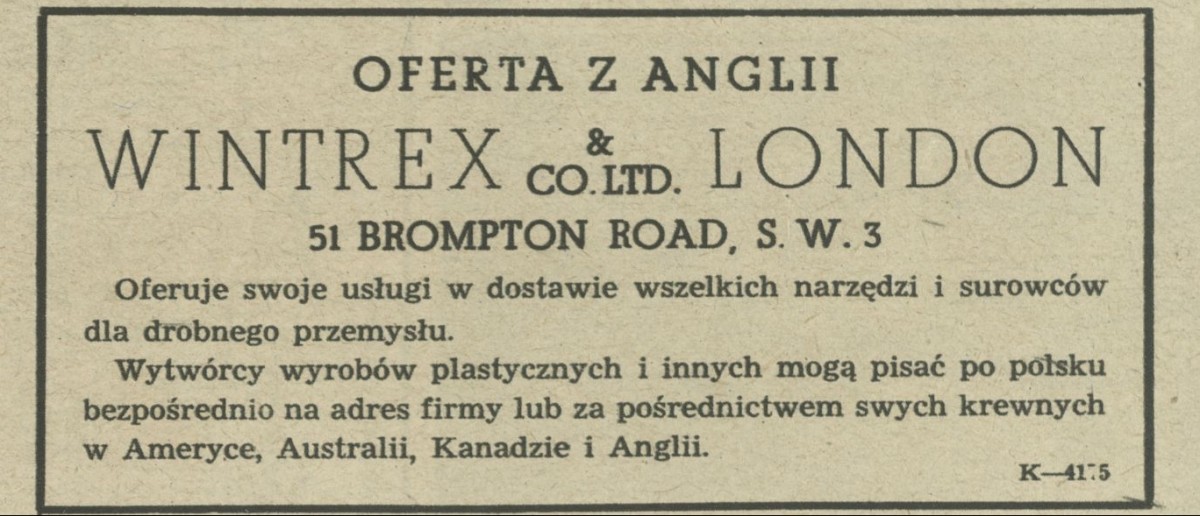 OFERTA Z ANGLII
WINTREX & CO. LTD. LONDON
51 BROMPTON ROAD, S. W. 3
Oferuje swoje usługi w dostawie wszelkich narzędzi i surowców
dla drobnego przemysłu.
Wytwórcy wyrobów plastycznych i innych mogą pisać po polsku
bezpośrednio na adres firmy lub za pośrednictwem swych krewnych
w Ameryce, Australii, Kanadzie i Anglii.